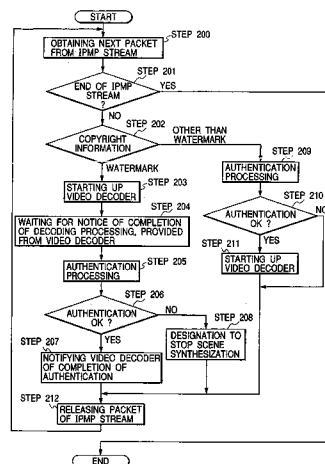 START
STEP 200
OBTAINING NEXT PACKET
FROM IPMP STREAM
STEP 201
END OF IPMP
STREAM
?
YES
NO
STEP 202
COPYRIGHT
INFORMATION
OTHER THAN
WATERMARK
WATERMARK
STEP 203
STARTING UP
VIDEO DECODER
STEP 204
WAITING FOR NOTICE OF COMPLETION
OF DECODING PROCESSING, PROVIDED
FROM VIDEO DECODER
STEP 205
AUTHENTICATION
PROCESSING
STEP 206
AUTHENTICATION
OK ?
NO
YES
STEP 207
NOTIFYING VIDEO DECODER
OF COMPLETION OF
AUTHENTICATION
STEP 208
DESIGNATION TO
STOP SCENE
SYNTHESIZATION
STEP 209
AUTHENTICATION
PROCESSING
STEP 210
AUTHENTICATION
OK ?
NO
YES
STEP 211
STARTING UP
VIDEO DECODER
STEP 212
RELEASING PACKET
OF IPMP STREAM
END